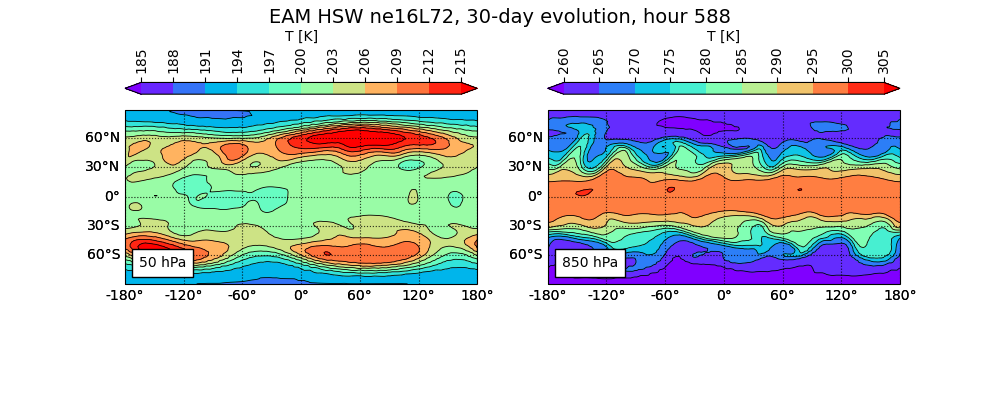 EAM HSW ne16L72, 30-day evolution, hour 588
T [K]
185 188 191 194 197 200 203 206 209 212 215
60°N
30°N
0°
30°S
60°S
50 hPa
-180° -120° -60° 0° 60° 120° 180°
T [K]
260 265 270 275 280 285 290 295 300 305
60°N
30°N
0°
30°S
60°S
850 hPa
-180° -120° -60° 0° 60° 120° 180°